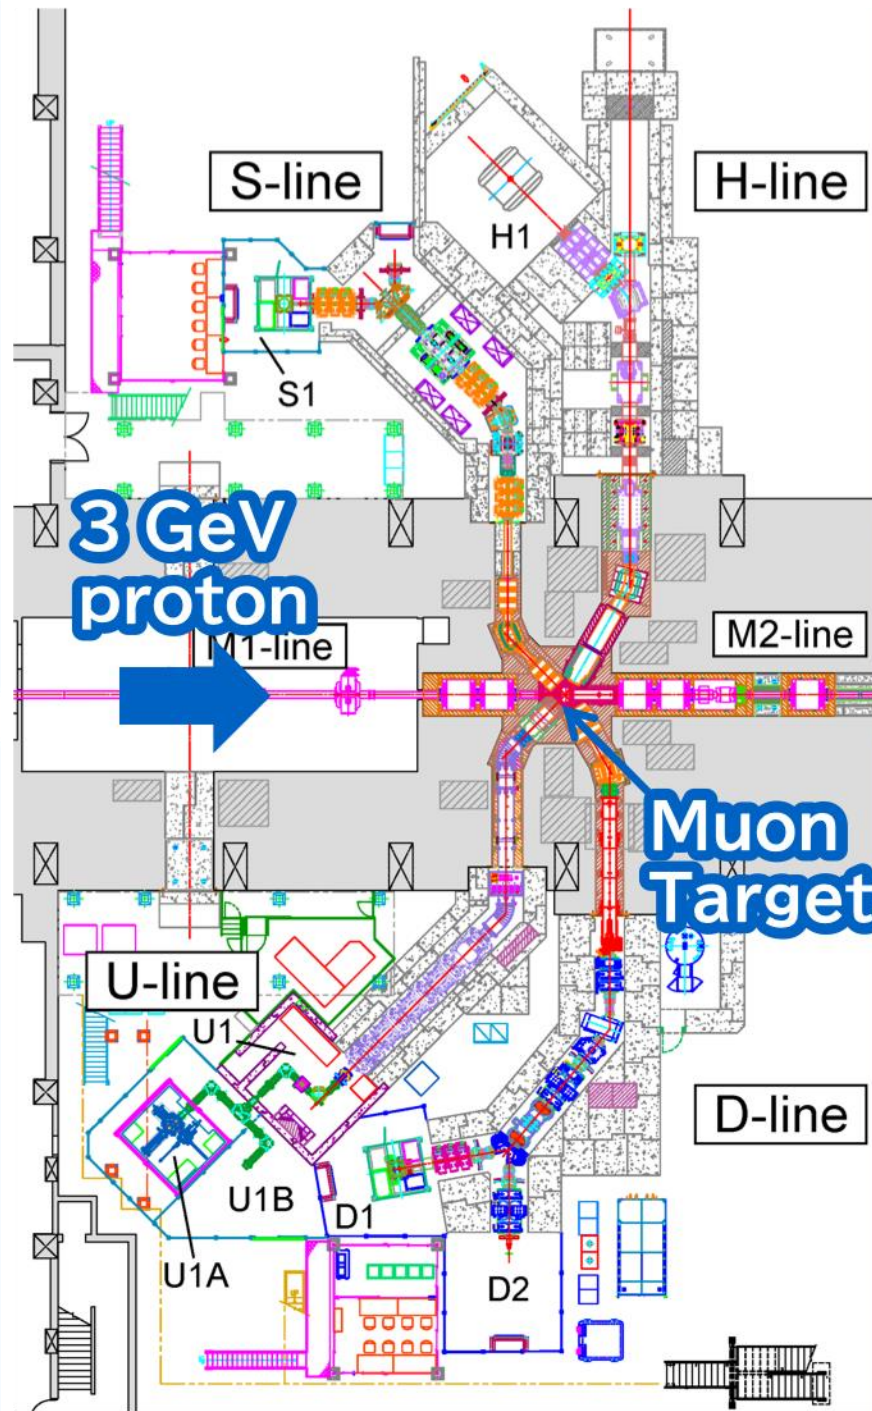 S-line
H-line
H1
S1
3 GeV
proton
M1-line
M2-line
Muon
Target
U-line
U1
D-line
U1B
D1
U1A
D2